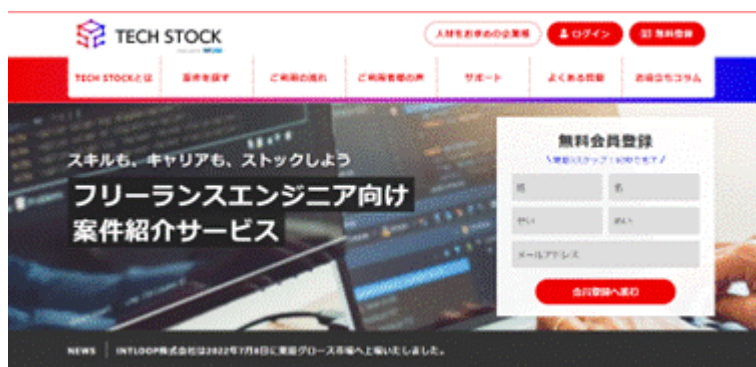 TECH STOCK
人材をお求めの企業様
ログイン
無料登録
TECH STOCKとは
案件を探す
ご利用の流れ
ご利用者様の声
サポート
よくある質問
お役立ちコラム
スキルも、キャリアも、ストックしよう
フリーランスエンジニア向け
案件紹介サービス
無料会員登録
姓
名
せい
めい
メールアドレス
会員登録へ進む
NEWS
INTLOOP株式会社は2022年7月8日に東証グロース市場へ上場いたしました。